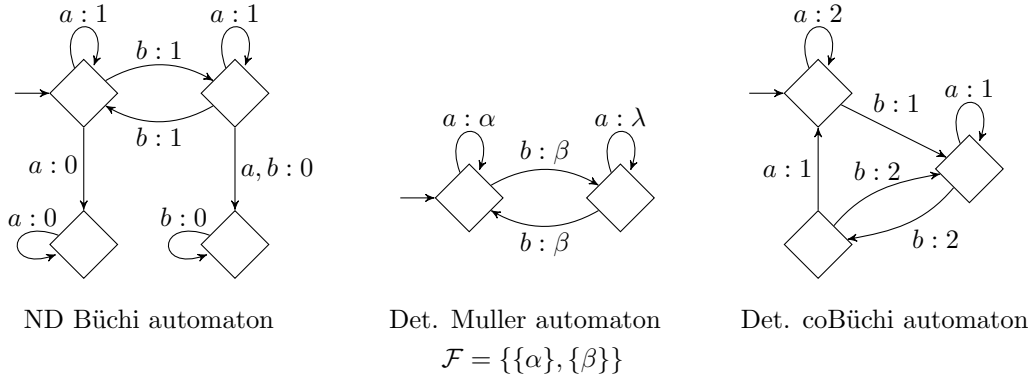 a : 1
a : 1
b : 1
b : 1
a : 0
a, b : 0
a : 0
b : 0
ND Büchi automaton
a : α
a : λ
b : β
b : β
Det. Muller automaton
ℱ = {{α}, {β}}
a : 2
b : 1
a : 1
a : 1
b : 2
b : 2
Det. coBüchi automaton